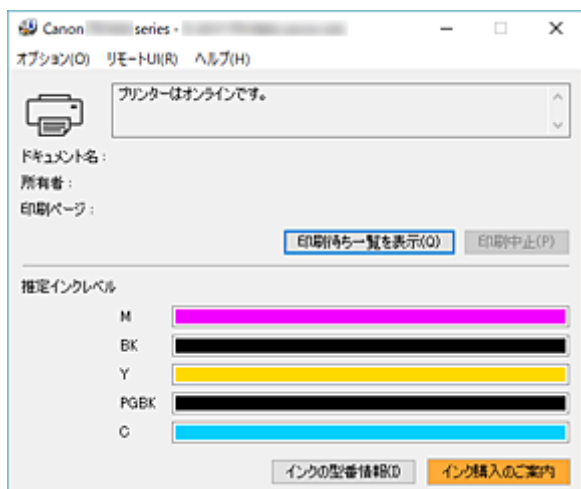 Canon series -
オプション(O) リモートUI(R) ヘルプ(H)
プリンターはオンラインです。
ドキュメント名 :
所有者 :
印刷ページ :
印刷待ち一覧を表示(Q) 印刷中止(P)
推定インクレベル
M
BK
Y
PGBK
C
インクの型番情報(I) インク購入のご案内